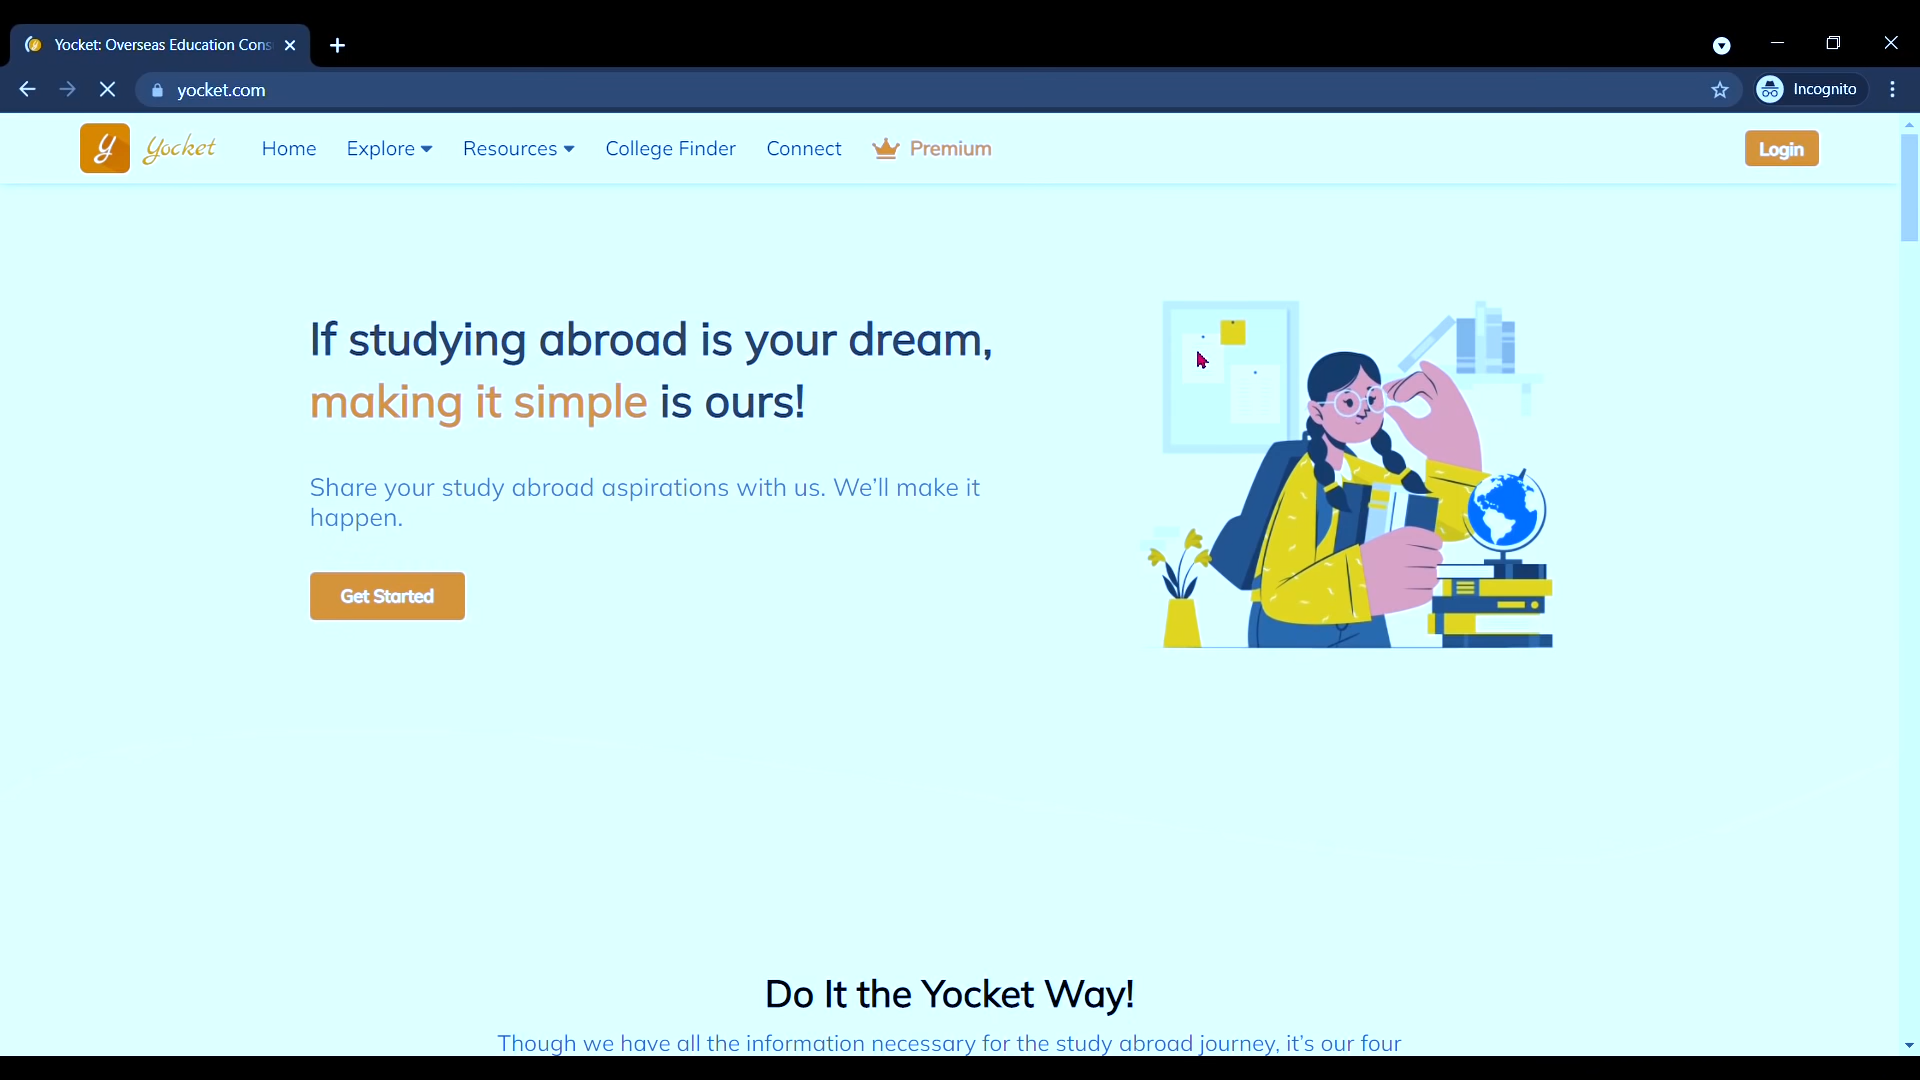 Yocket: Overseas Education Cons
yocket.com
Incognito
y Yocket Home Explore Resources College Finder Connect Premium Login
If studying abroad is your dream,
making it simple is ours!
Share your study abroad aspirations with us. We'll make it
happen.
Get Started
Do It the Yocket Way!
Though we have all the information necessary for the study abroad journey, it's our four